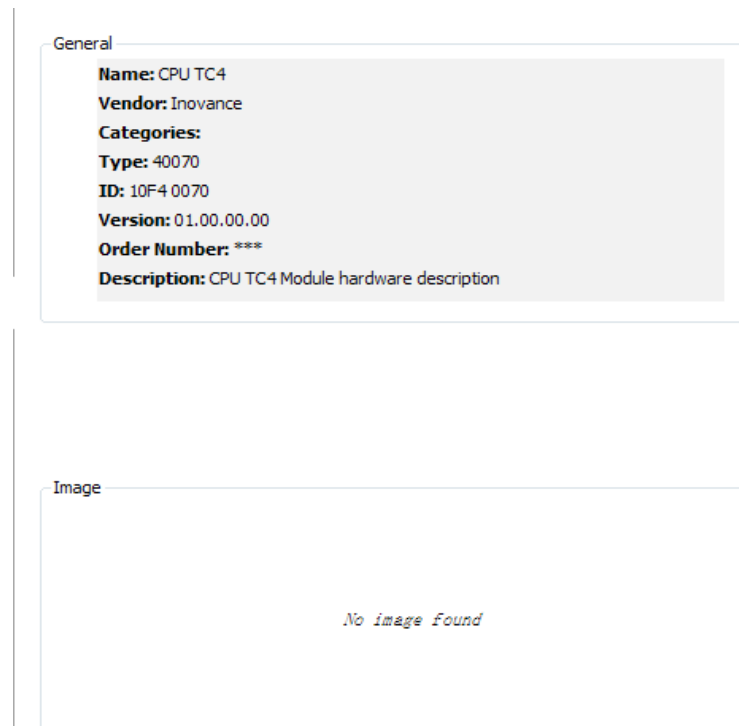 General
Name: CPU TC4
Vendor: Inovance
Categories:
Type: 40070
ID: 10F4 0070
Version: 01.00.00.00
Order Number: ***
Description: CPU TC4 Module hardware description
Image
No image found